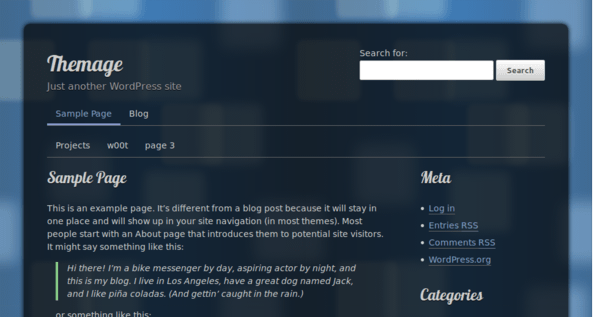 Search for:
Themage
Search
Just another WordPress site
Sample Page Blog
Projects w00t page 3
Sample Page
Meta
This is an example page. It's different from a blog post because it will stay in
one place and will show up in your site navigation (in most themes). Most
people start with an About page that introduces them to potential site visitors.
It might say something like this:
Hi there! I'm a bike messenger by day, aspiring actor by night, and
this is my blog. I live in Los Angeles, have a great dog named Jack,
and I like piña coladas. (And gettin' caught in the rain.)
or something like this:
Log in
Entries RSS
Comments RSS
WordPress.org
Categories